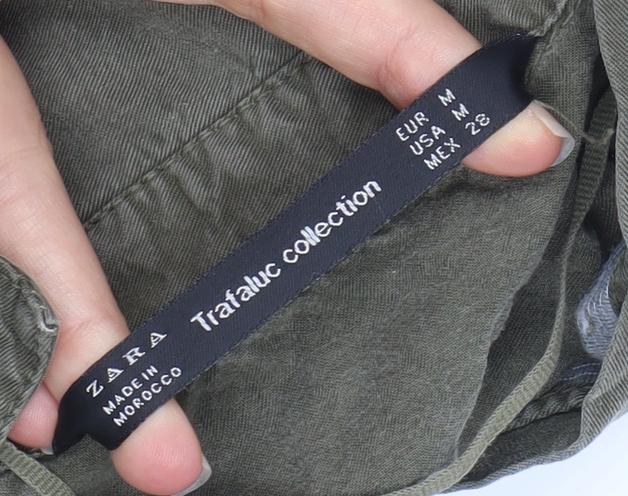 ZARA
MADE IN
MOROCCO
Trafaluc collection
EUR M
USA M
MEX 28